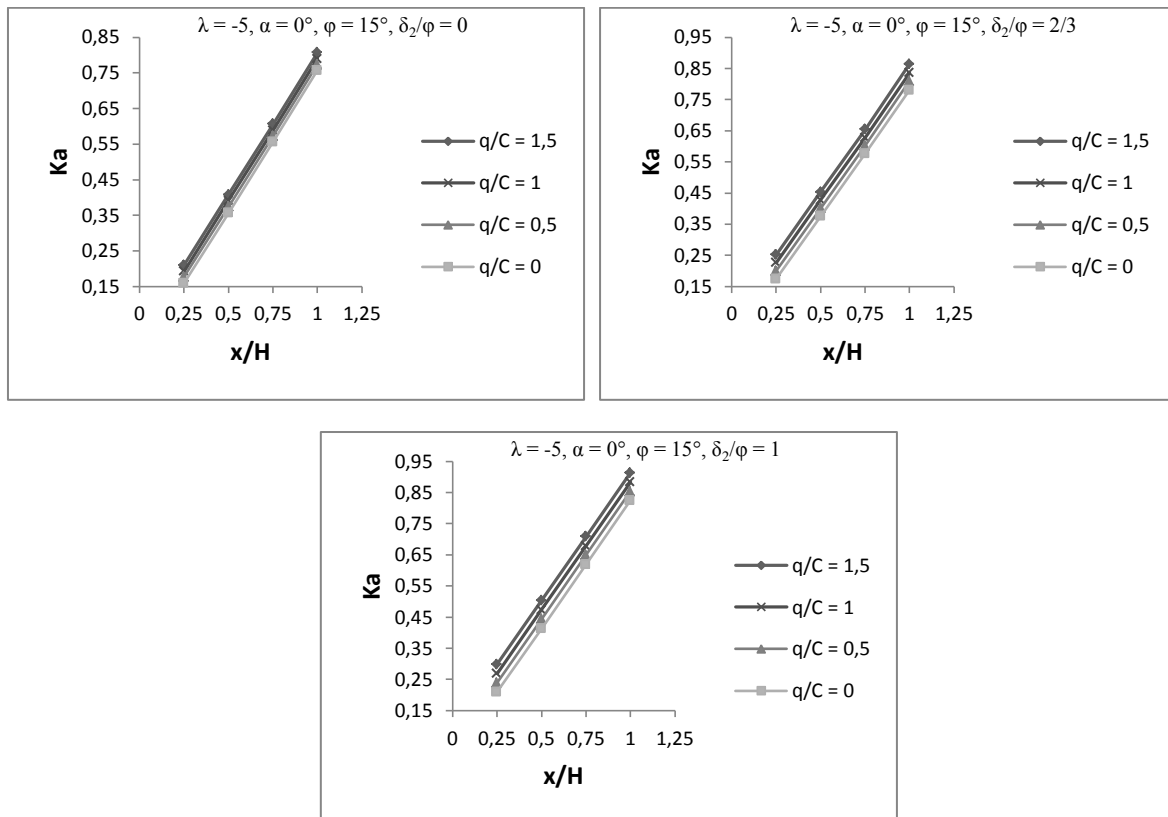 λ = -5, α = 0°, φ = 15°, δ₂/φ = 0
0,85
0,75
0,65
0,55
0,45
0,35
0,25
0,15
Ka
0 0,25 0,5 0,75 1 1,25
x/H
q/C = 1,5
q/C = 1
q/C = 0,5
q/C = 0
λ = -5, α = 0°, φ = 15°, δ₂/φ = 2/3
0,95
0,85
0,75
0,65
0,55
0,45
0,35
0,25
0,15
Ka
0 0,25 0,5 0,75 1 1,25
x/H
q/C = 1,5
q/C = 1
q/C = 0,5
q/C = 0
λ = -5, α = 0°, φ = 15°, δ₂/φ = 1
0,95
0,85
0,75
0,65
0,55
0,45
0,35
0,25
0,15
Ka
0 0,25 0,5 0,75 1 1,25
x/H
q/C = 1,5
q/C = 1
q/C = 0,5
q/C = 0